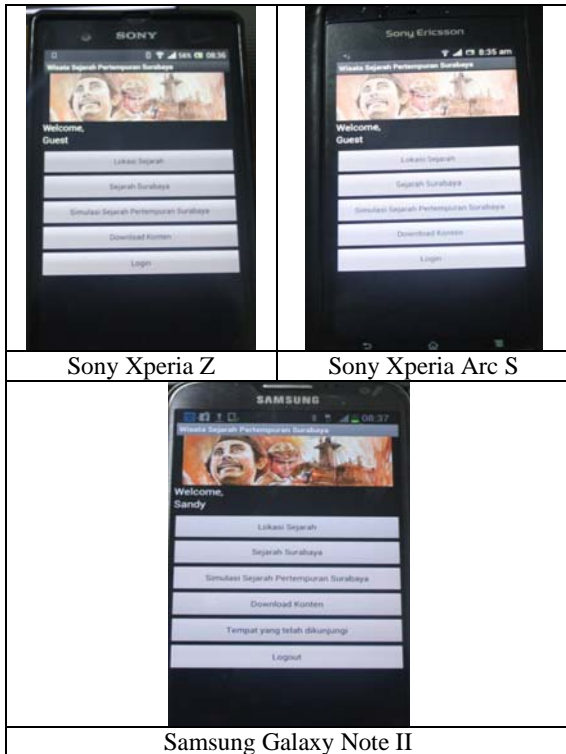 SONY
54% 08:36
Wisata Sejarah Pertempuran Surabaya
Welcome,
Guest
Lokasi Sejarah
Sejarah Surabaya
Simulasi Sejarah Pertempuran Surabaya
Download Konten
Login
Sony Xperia Z
Sony Ericsson
8:35 am
Wisata Sejarah Pertempuran Surabaya
Welcome,
Guest
Lokasi Sejarah
Sejarah Surabaya
Simulasi Sejarah Pertempuran Surabaya
Download Konten
Login
Sony Xperia Arc S
SAMSUNG
08:37
Wisata Sejarah Pertempuran Surabaya
Welcome,
Sandy
Lokasi Sejarah
Sejarah Surabaya
Simulasi Sejarah Pertempuran Surabaya
Download Konten
Tempat yang telah dikunjungi
Logout
Samsung Galaxy Note II